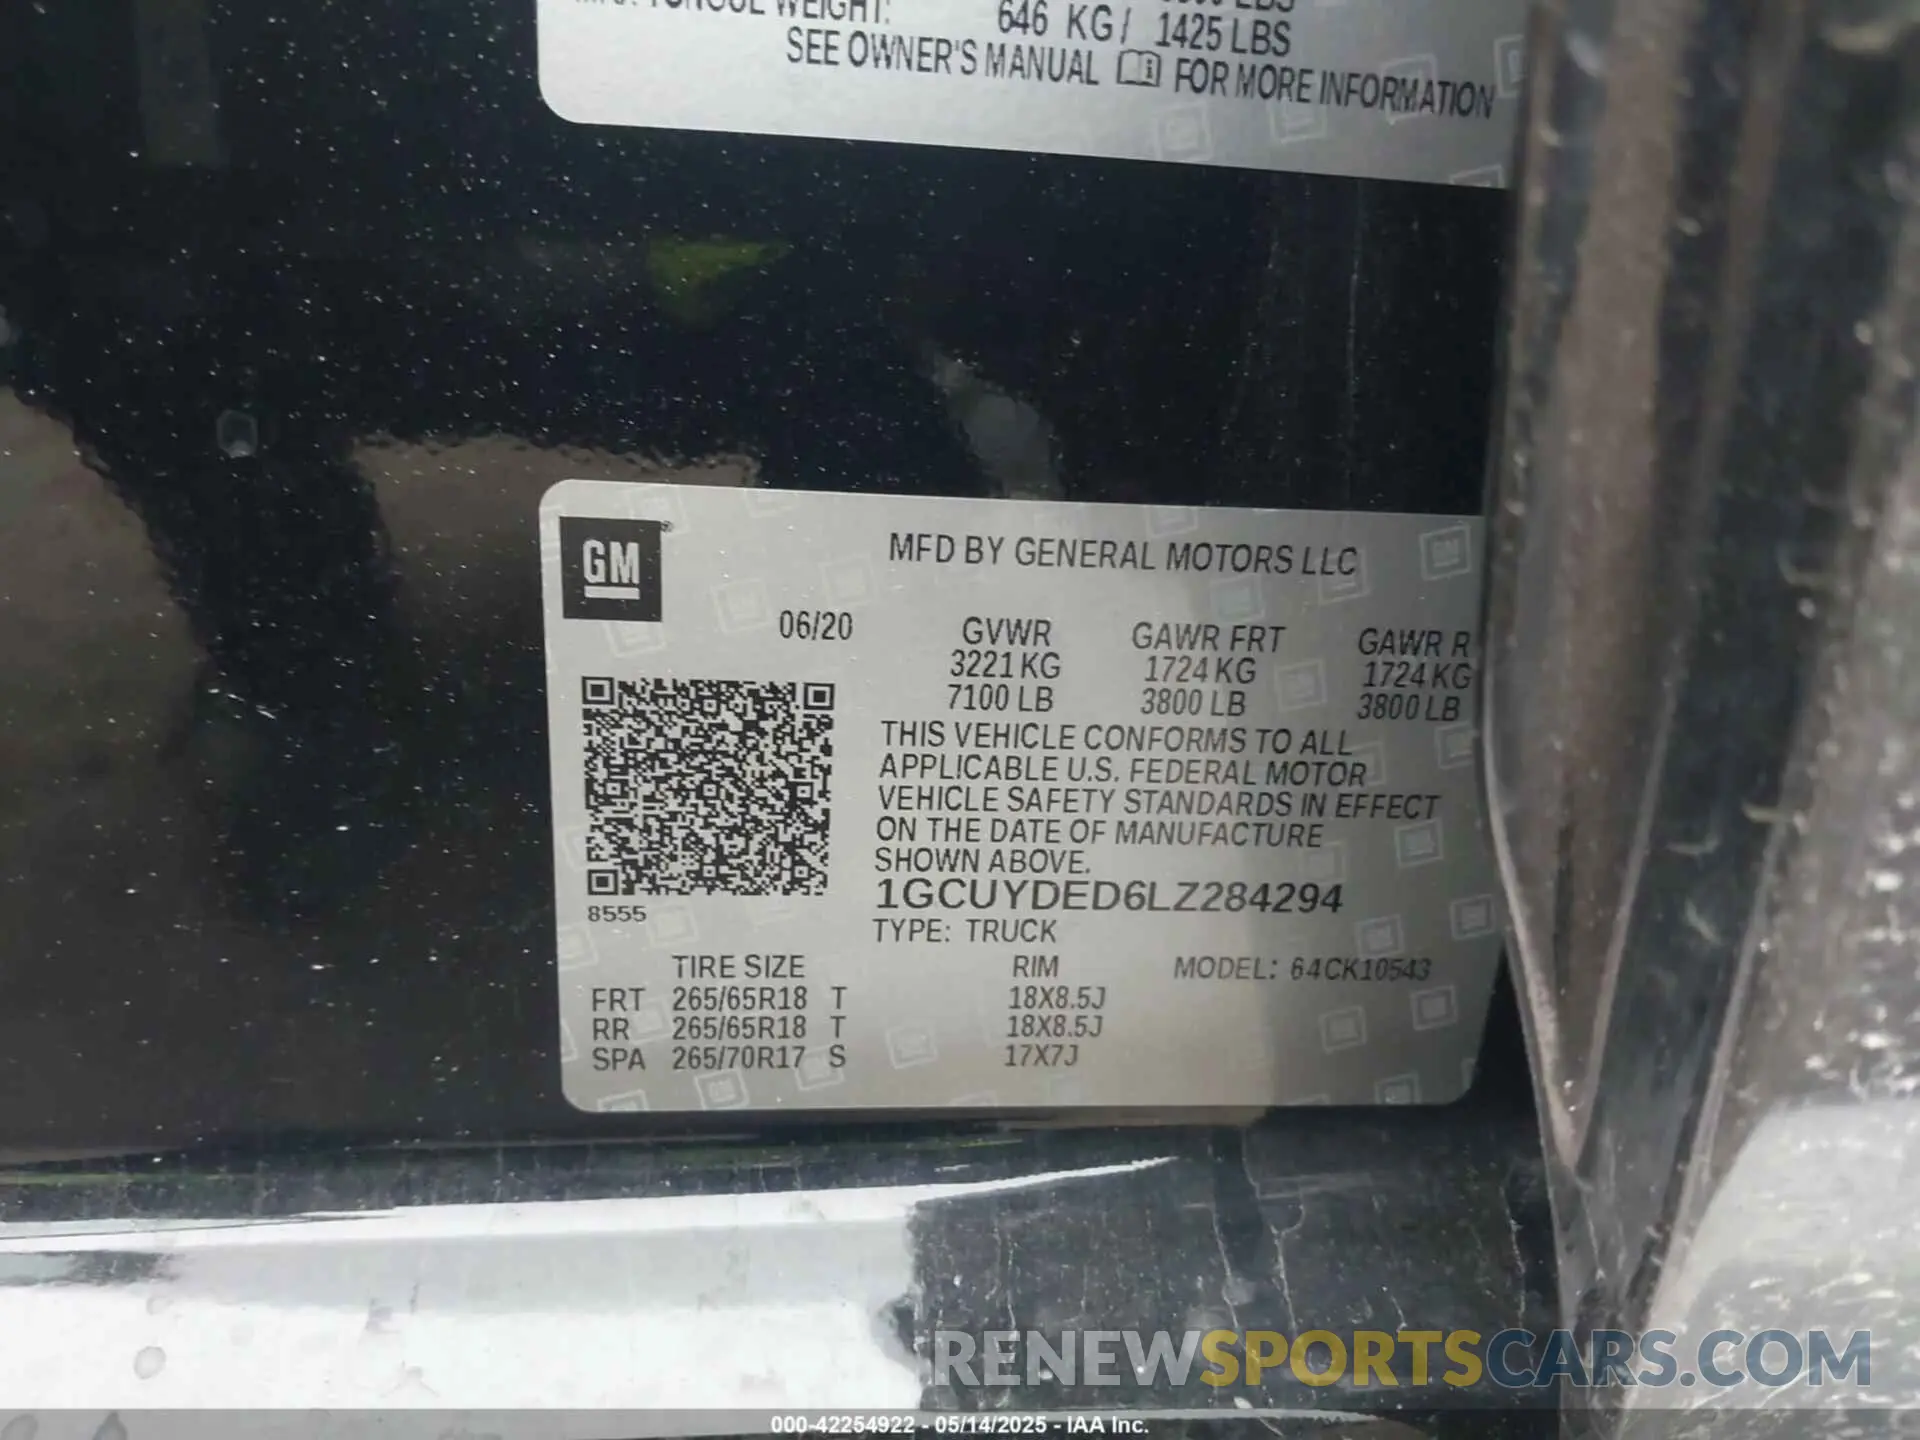 TONGUE WEIGHT: 646 KG / 1425 LBS
SEE OWNER'S MANUAL FOR MORE INFORMATION
GM
MFD BY GENERAL MOTORS LLC
06/20 GVWR GAWR FRT GAWR R
3221 KG 1724 KG 1724 KG
7100 LB 3800 LB 3800 LB
THIS VEHICLE CONFORMS TO ALL
APPLICABLE U.S. FEDERAL MOTOR
VEHICLE SAFETY STANDARDS IN EFFECT
ON THE DATE OF MANUFACTURE
SHOWN ABOVE.
1GCUYDED6LZ284294
8555
TYPE: TRUCK
TIRE SIZE RIM MODEL: 64CK10543
FRT 265/65R18 T 18X8.5J
RR 265/65R18 T 18X8.5J
SPA 265/70R17 S 17X7J
RENEWSPORTSCARS.COM
000-42254922 - 05/14/2025 - IAA Inc.